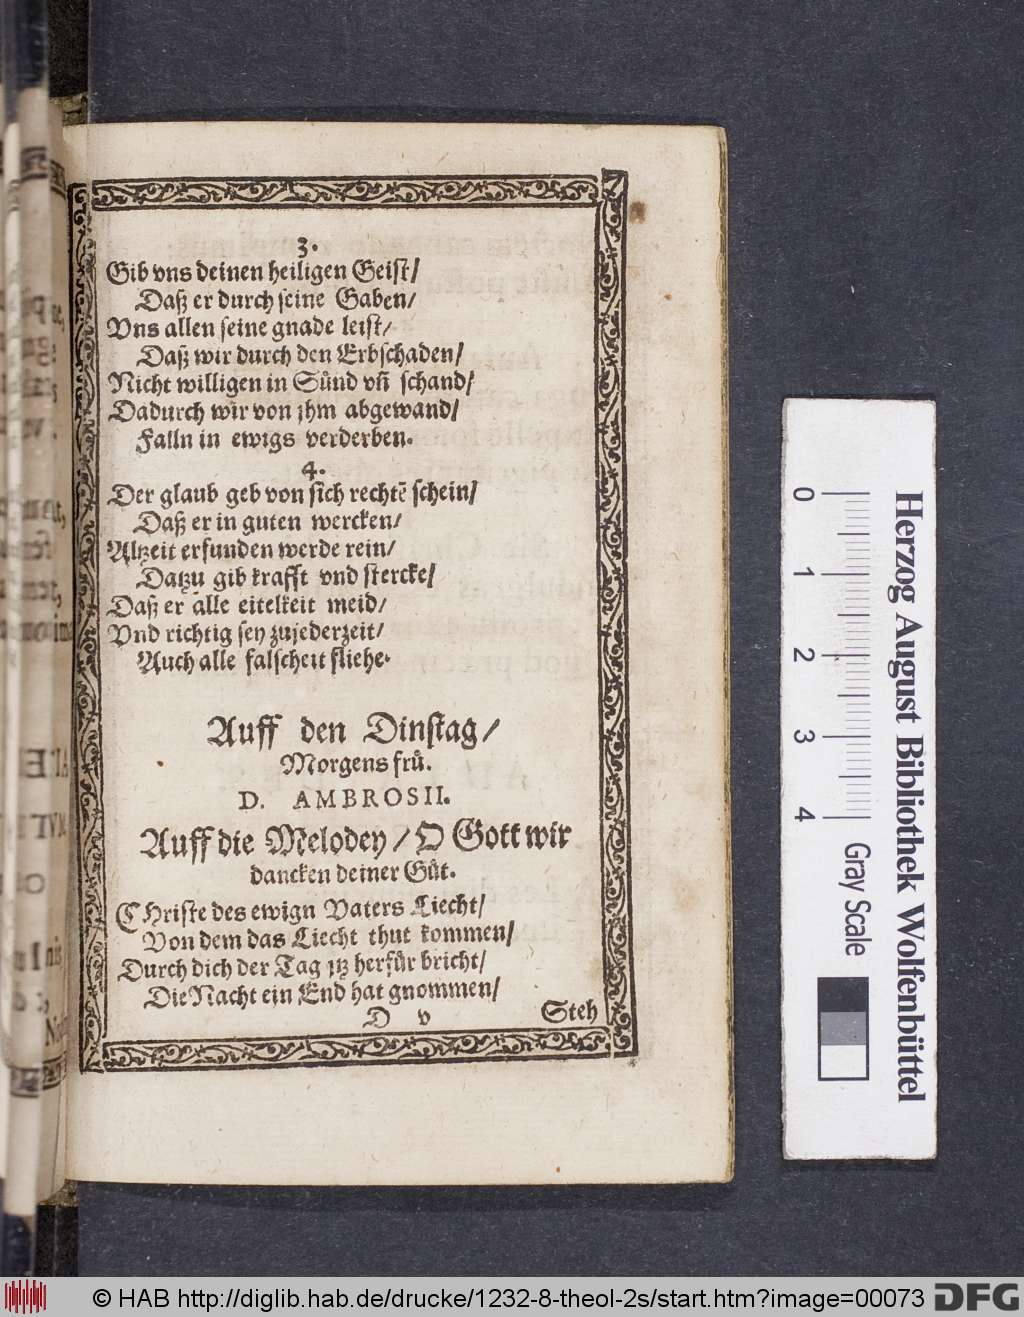 3.
Gib vns deinen heiligen Geist/
Daß er durch seine Gaben/
Vns allen seine gnade leist/
Daß wir durch den Erbschaden/
Nicht willigen in Sünd vñ schand/
Dadurch wir von jhm abgewand/
Falln in ewigs verderben.
4.
Der glaub geb von sich rechtē schein/
Daß er in guten wercken/
Altzeit erfunden werde rein/
Datzu gib krafft vnd stercke/
Daß er alle eitelkeit meid/
Vnd richtig sey zujederzeit/
Auch alle falscheit fliehe.
Auff den Dinstag/
Morgens frů.
D. AMBROSII.
Auff die Melodey/ O Gott wir
dancken deiner Gůt.
CHriste des ewign Vaters Liecht/
Von dem das Liecht thut kommen/
Durch dich der Tag jtz herfůr bricht/
Die Nacht ein End hat gnommen/
D v
Steh
0 1 2 3 4
Gray Scale
Herzog August Bibliothek Wolfenbüttel
© HAB http://diglib.hab.de/drucke/1232-8-theol-2s/start.htm?image=00073
DFG